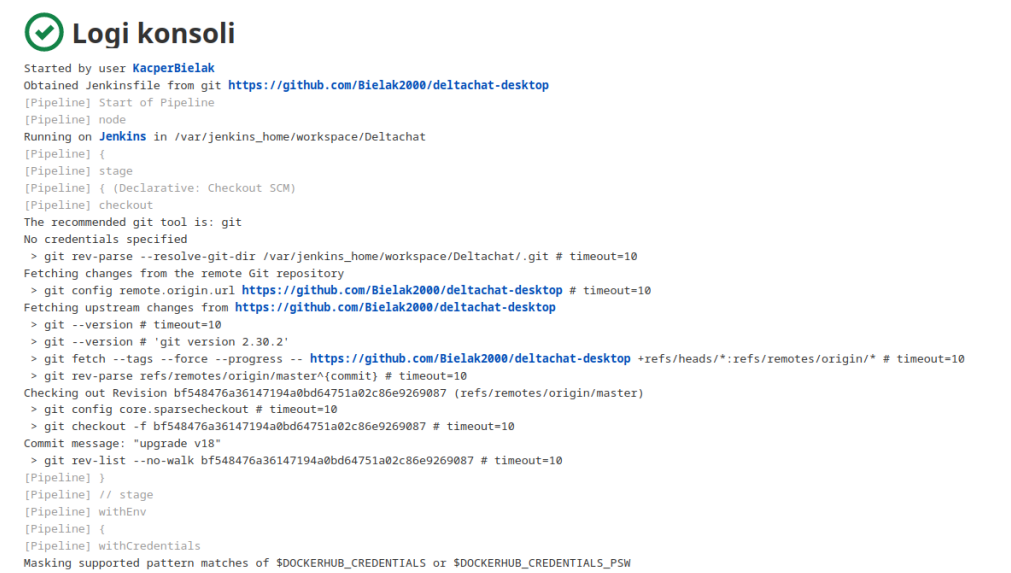 Logi konsoli
Started by user KacperBielak
Obtained Jenkinsfile from git https://github.com/Bielak2000/deltachat-desktop
[Pipeline] Start of Pipeline
[Pipeline] node
Running on Jenkins in /var/jenkins_home/workspace/Deltachat
[Pipeline] {
[Pipeline] stage
[Pipeline] { (Declarative: Checkout SCM)
[Pipeline] checkout
The recommended git tool is: git
No credentials specified
 > git rev-parse --resolve-git-dir /var/jenkins_home/workspace/Deltachat/.git # timeout=10
Fetching changes from the remote Git repository
 > git config remote.origin.url https://github.com/Bielak2000/deltachat-desktop # timeout=10
Fetching upstream changes from https://github.com/Bielak2000/deltachat-desktop
 > git --version # timeout=10
 > git --version # 'git version 2.30.2'
 > git fetch --tags --force --progress -- https://github.com/Bielak2000/deltachat-desktop +refs/heads/*:refs/remotes/origin/* # timeout=10
 > git rev-parse refs/remotes/origin/master^{commit} # timeout=10
Checking out Revision bf548476a36147194a0bd64751a02c86e9269087 (refs/remotes/origin/master)
 > git config core.sparsecheckout # timeout=10
 > git checkout -f bf548476a36147194a0bd64751a02c86e9269087 # timeout=10
Commit message: "upgrade v18"
 > git rev-list --no-walk bf548476a36147194a0bd64751a02c86e9269087 # timeout=10
[Pipeline] }
[Pipeline] // stage
[Pipeline] withEnv
[Pipeline] {
[Pipeline] withCredentials
Masking supported pattern matches of $DOCKERHUB_CREDENTIALS or $DOCKERHUB_CREDENTIALS_PSW